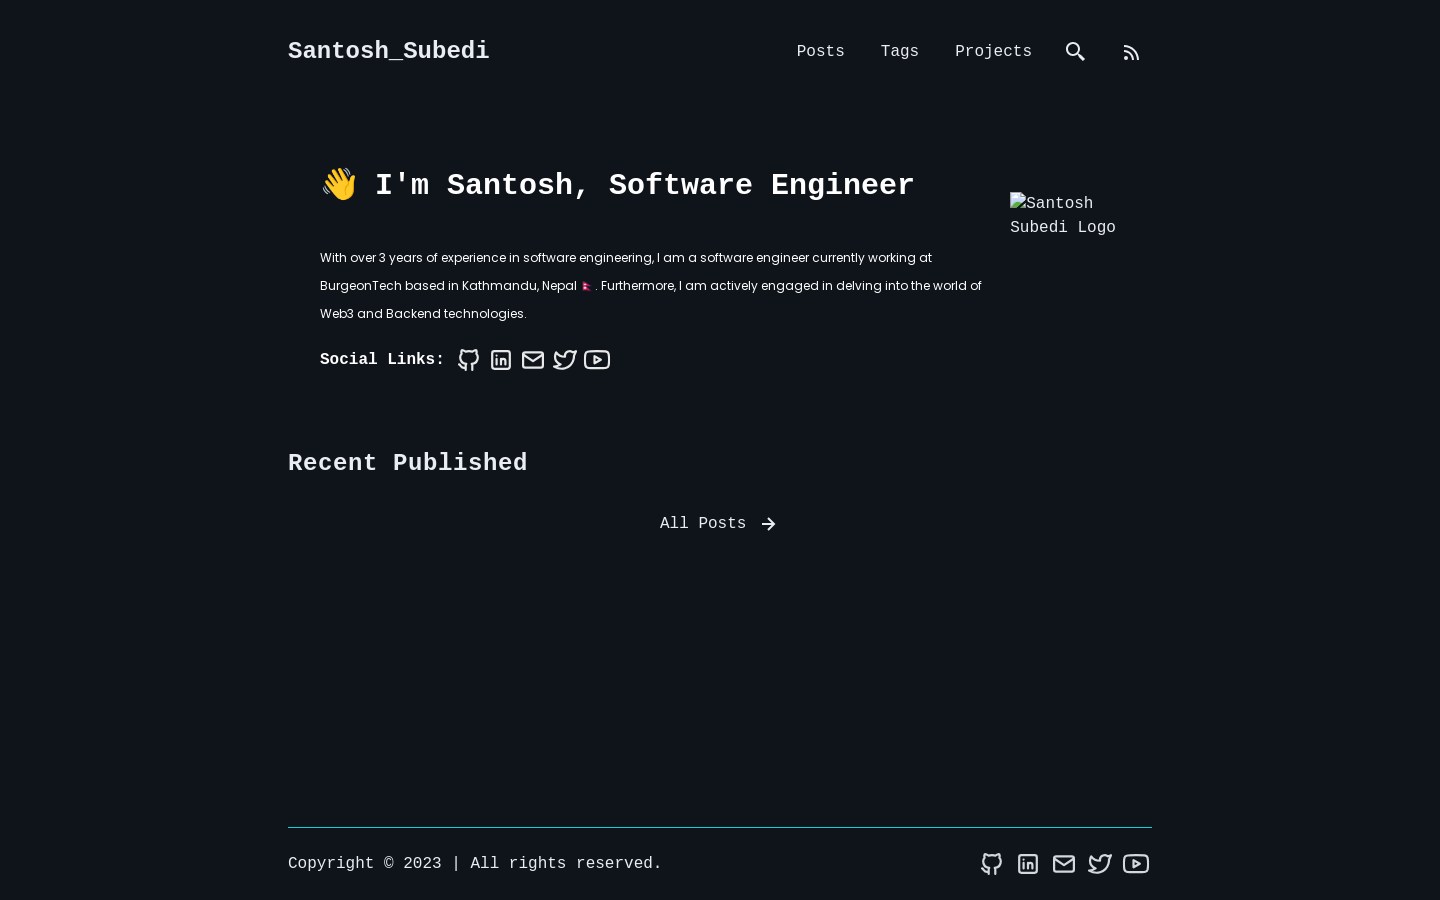 Santosh_Subedi
Posts Tags Projects
👋 I'm Santosh, Software Engineer
Santosh
Subedi Logo
With over 3 years of experience in software engineering, I am a software engineer currently working at
BurgeonTech based in Kathmandu, Nepal 🇳🇵 . Furthermore, I am actively engaged in delving into the world of
Web3 and Backend technologies.
Social Links:
Recent Published
All Posts
Copyright © 2023 | All rights reserved.